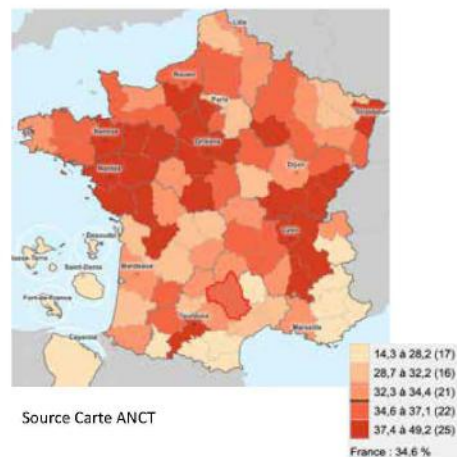 Lille
Rouen
Paris
Strasbourg
Rennes
Orléans
Nantes
Dijon
Lyon
Basse-Terre
Saint-Denis
Bordeaux
Fort-de-France
Toulouse
Marseille
Cayenne
14,3 à 28,2 (17)
28,7 à 32,2 (16)
32,3 à 34,4 (21)
34,6 à 37,1 (22)
37,4 à 49,2 (25)
France : 34,6 %
Source Carte ANCT